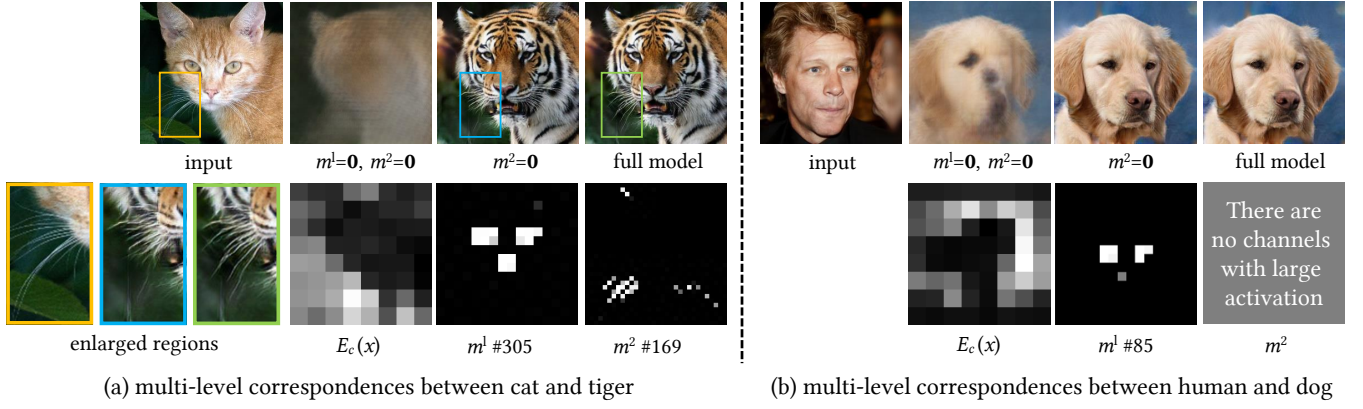 input
m¹=0, m²=0
m²=0
full model
input
m¹=0, m²=0
m²=0
full model
There are
no channels
with large
activation
enlarged regions
E_c(x)
m¹ #305
m² #169
E_c(x)
m¹ #85
m²
(a) multi-level correspondences between cat and tiger
(b) multi-level correspondences between human and dog